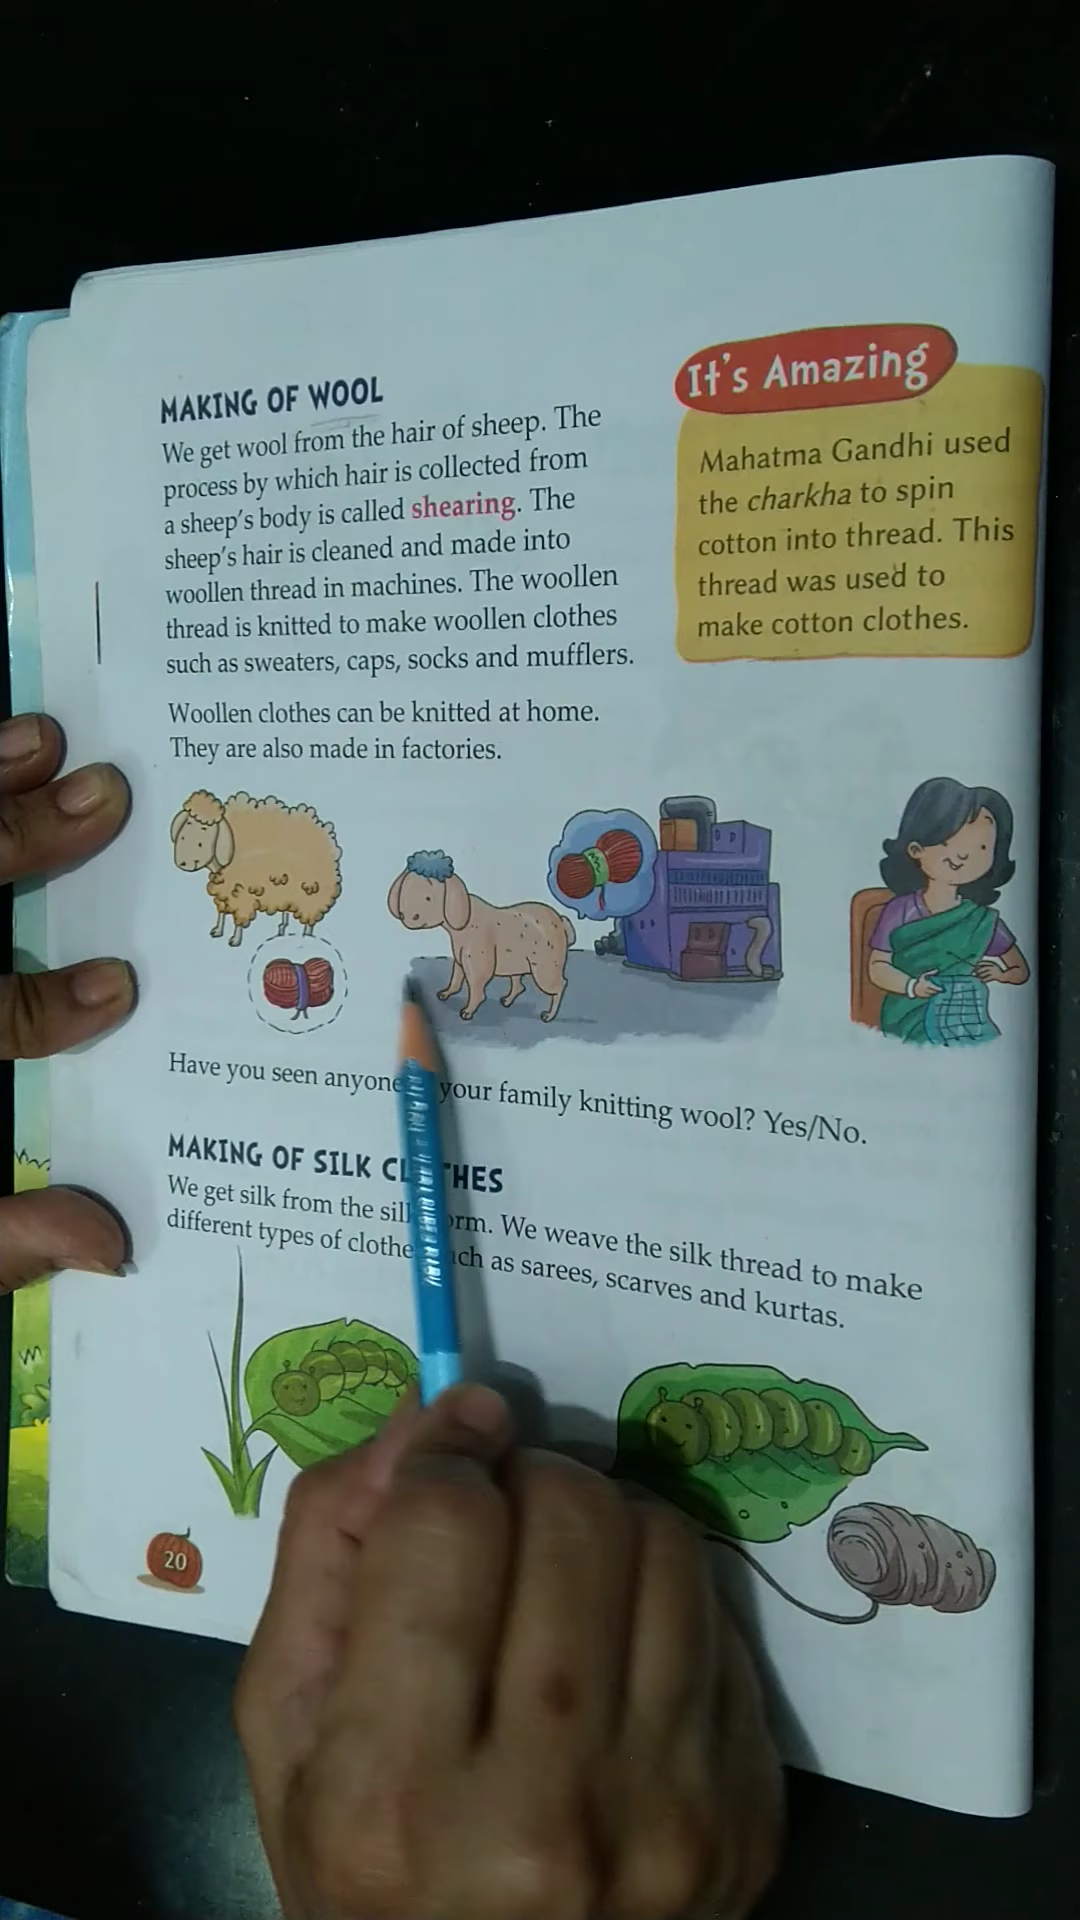 MAKING OF WOOL
We get wool from the hair of sheep. The
process by which hair is collected from
a sheep's body is called shearing. The
sheep's hair is cleaned and made into
woollen thread in machines. The woollen
thread is knitted to make woollen clothes
such as sweaters, caps, socks and mufflers.
Woollen clothes can be knitted at home.
They are also made in factories.
It's Amazing
Mahatma Gandhi used
the charkha to spin
cotton into thread. This
thread was used to
make cotton clothes.
Have you seen anyone your family knitting wool? Yes/No.
MAKING OF SILK
We get silk from the We weave the silk thread to make
different types of as sarees, scarves and kurtas.
20